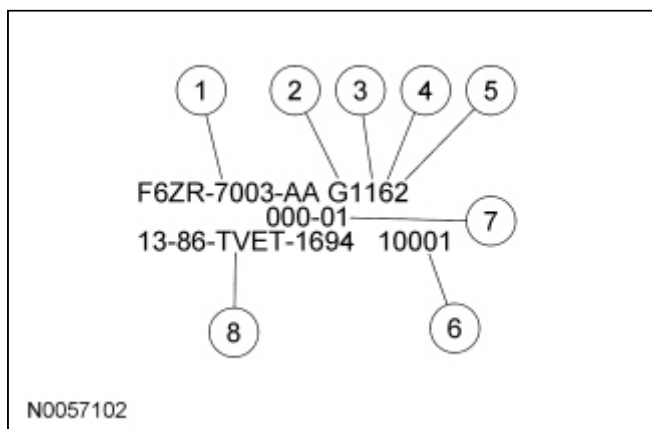 1 2 3 4 5
F6ZR-7003-AA G1162
000-01 7
13-86-TVET-1694 10001
8 6
N0057102